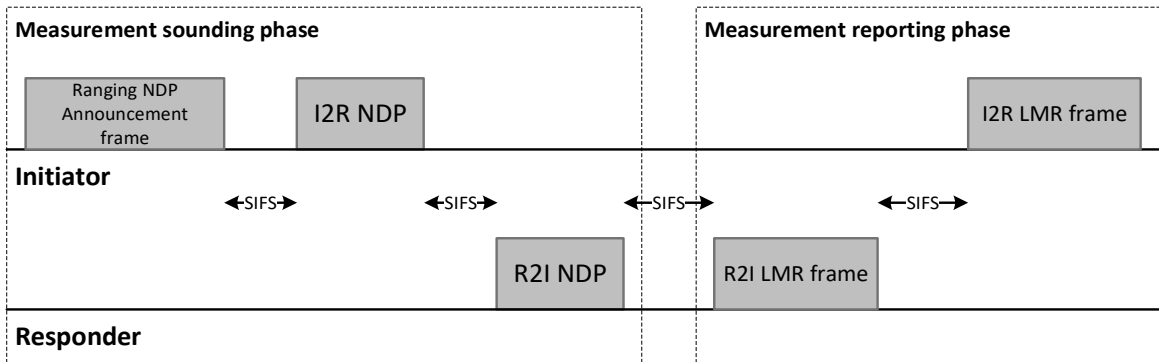 Measurement sounding phase
Measurement reporting phase
Ranging NDP
Announcement
frame
I2R NDP
I2R LMR frame
Initiator
SIFS
SIFS
SIFS
SIFS
R2I NDP
R2I LMR frame
Responder